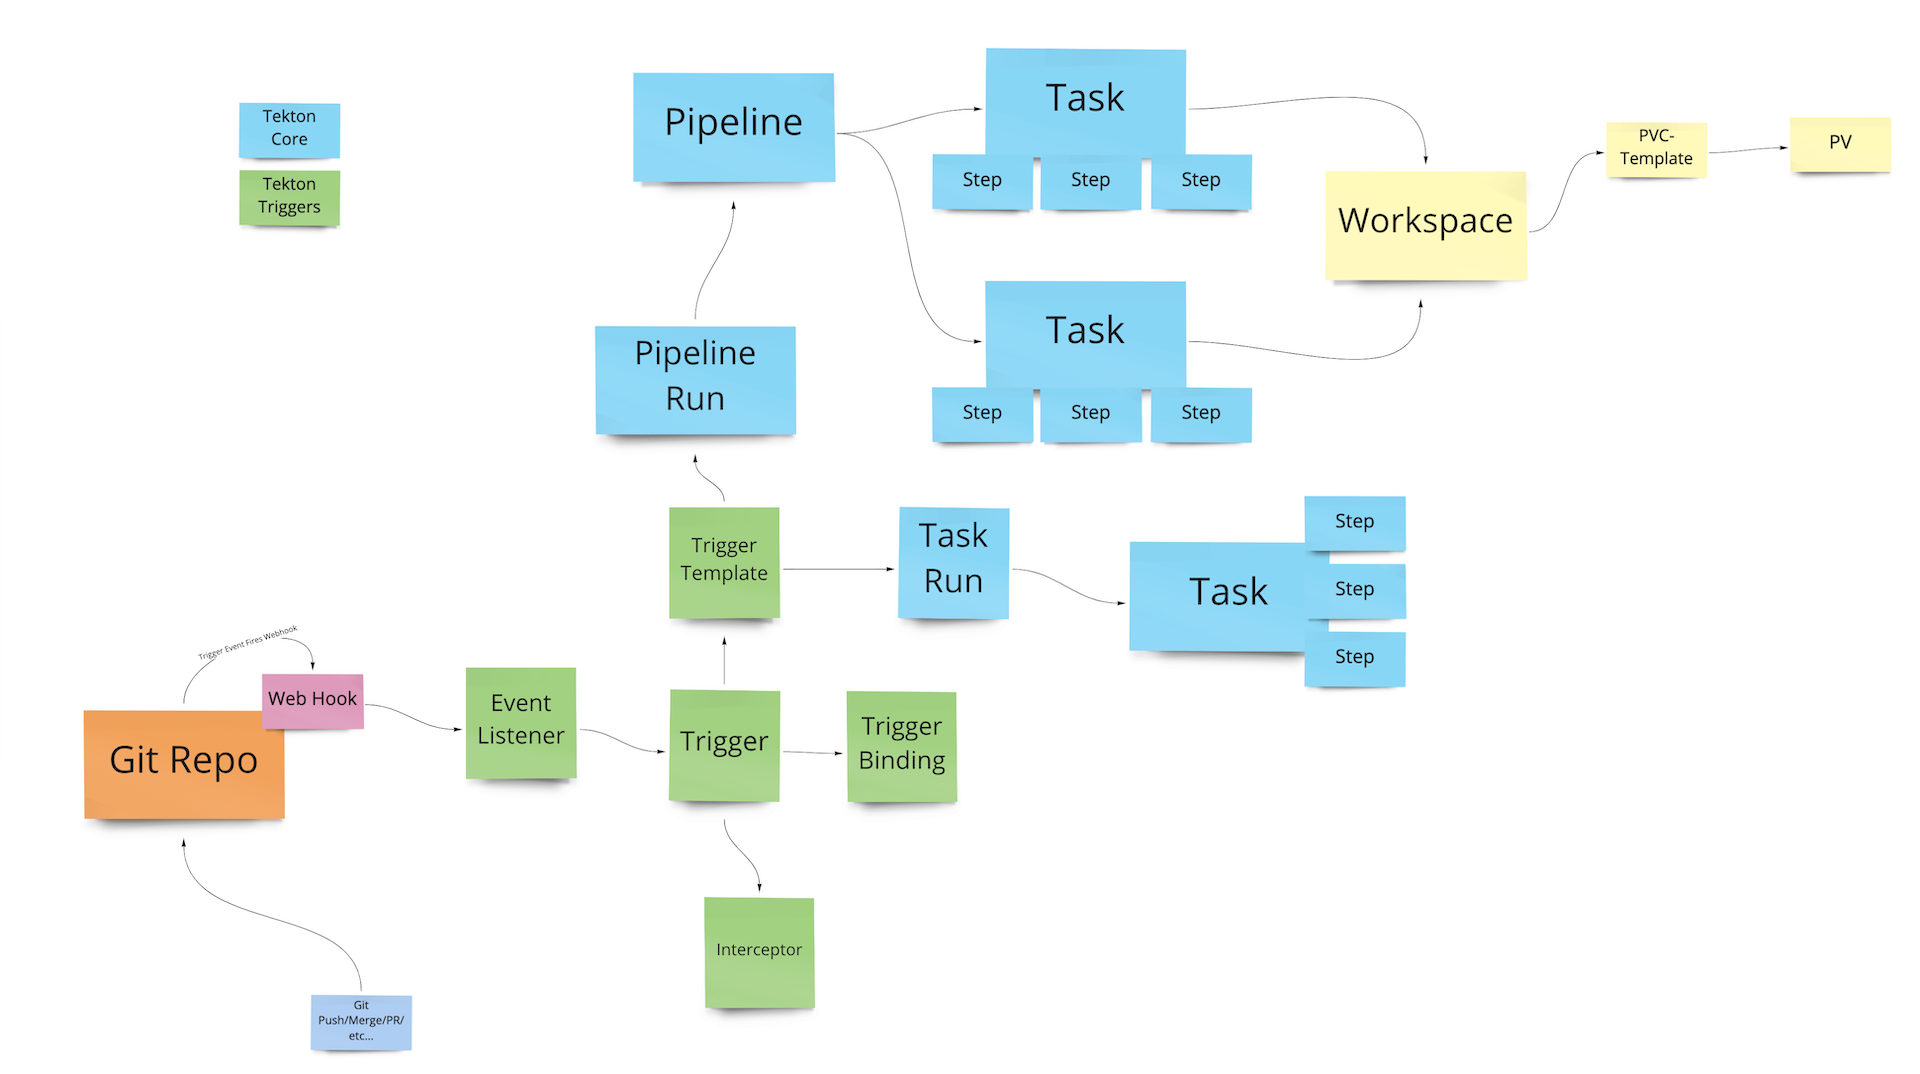 Tekton
Core
Tekton
Triggers
Pipeline
Task
Step
Step
Step
Workspace
PVC-
Template
PV
Pipeline
Run
Task
Step
Step
Step
Trigger
Template
Task
Run
Task
Step
Step
Step
Trigger Event Fires Webhook
Web Hook
Git Repo
Event
Listener
Trigger
Trigger
Binding
Interceptor
Git
Push/Merge/PR/
etc...